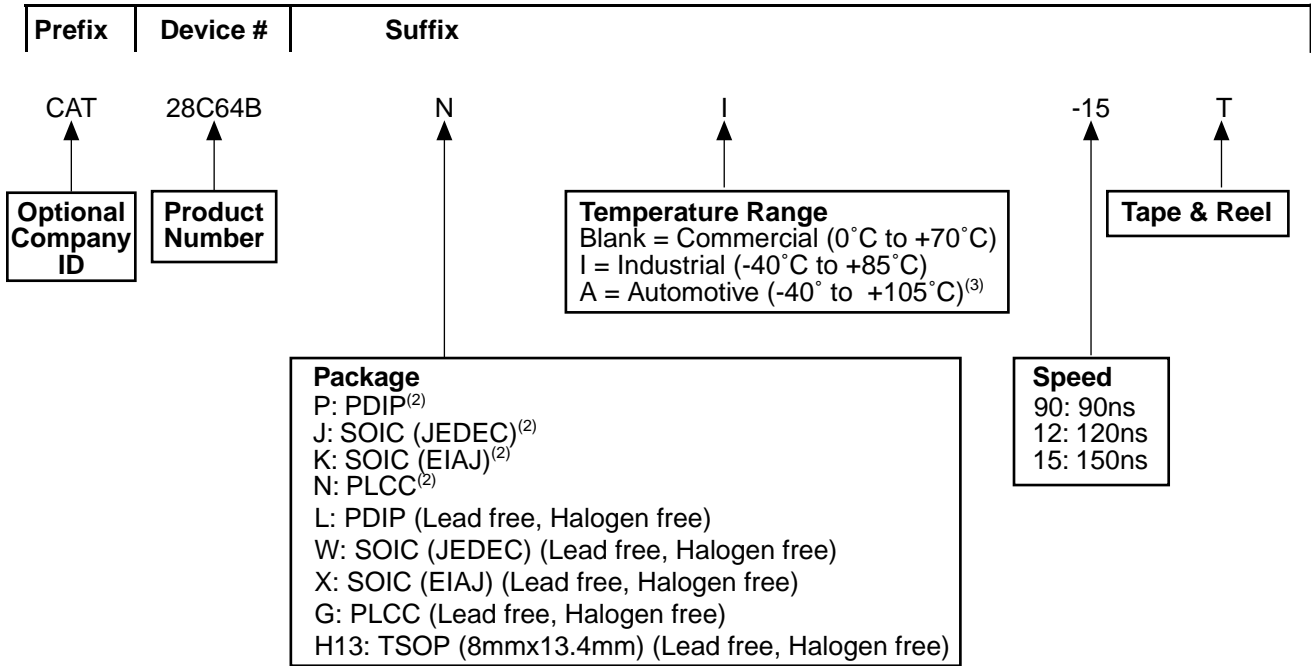 Prefix Device # Suffix
CAT 28C64B N I -15 T
Optional
Company
ID
Product
Number
Temperature Range
Blank = Commercial (0˚C to +70˚C)
I = Industrial (-40˚C to +85˚C)
A = Automotive (-40˚ to +105˚C)(3)
Tape & Reel
Package
P: PDIP(2)
J: SOIC (JEDEC)(2)
K: SOIC (EIAJ)(2)
N: PLCC(2)
L: PDIP (Lead free, Halogen free)
W: SOIC (JEDEC) (Lead free, Halogen free)
X: SOIC (EIAJ) (Lead free, Halogen free)
G: PLCC (Lead free, Halogen free)
H13: TSOP (8mmx13.4mm) (Lead free, Halogen free)
Speed
90: 90ns
12: 120ns
15: 150ns